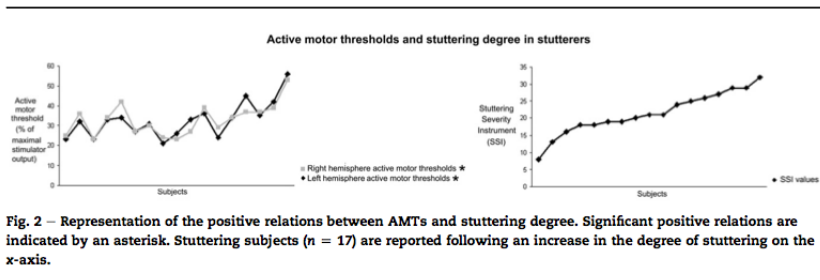 Active motor thresholds and stuttering degree in stutterers
60
50
40
30
20
10
0
Active
motor
threshold
(% of
maximal
stimulator
output)
Subjects
Right hemisphere active motor thresholds ★
Left hemisphere active motor thresholds ★
35
30
25
20
15
10
5
0
Stuttering
Severity
Instrument
(SSI)
Subjects
SSI values
Fig. 2 – Representation of the positive relations between AMTs and stuttering degree. Significant positive relations are
indicated by an asterisk. Stuttering subjects (n = 17) are reported following an increase in the degree of stuttering on the
x-axis.